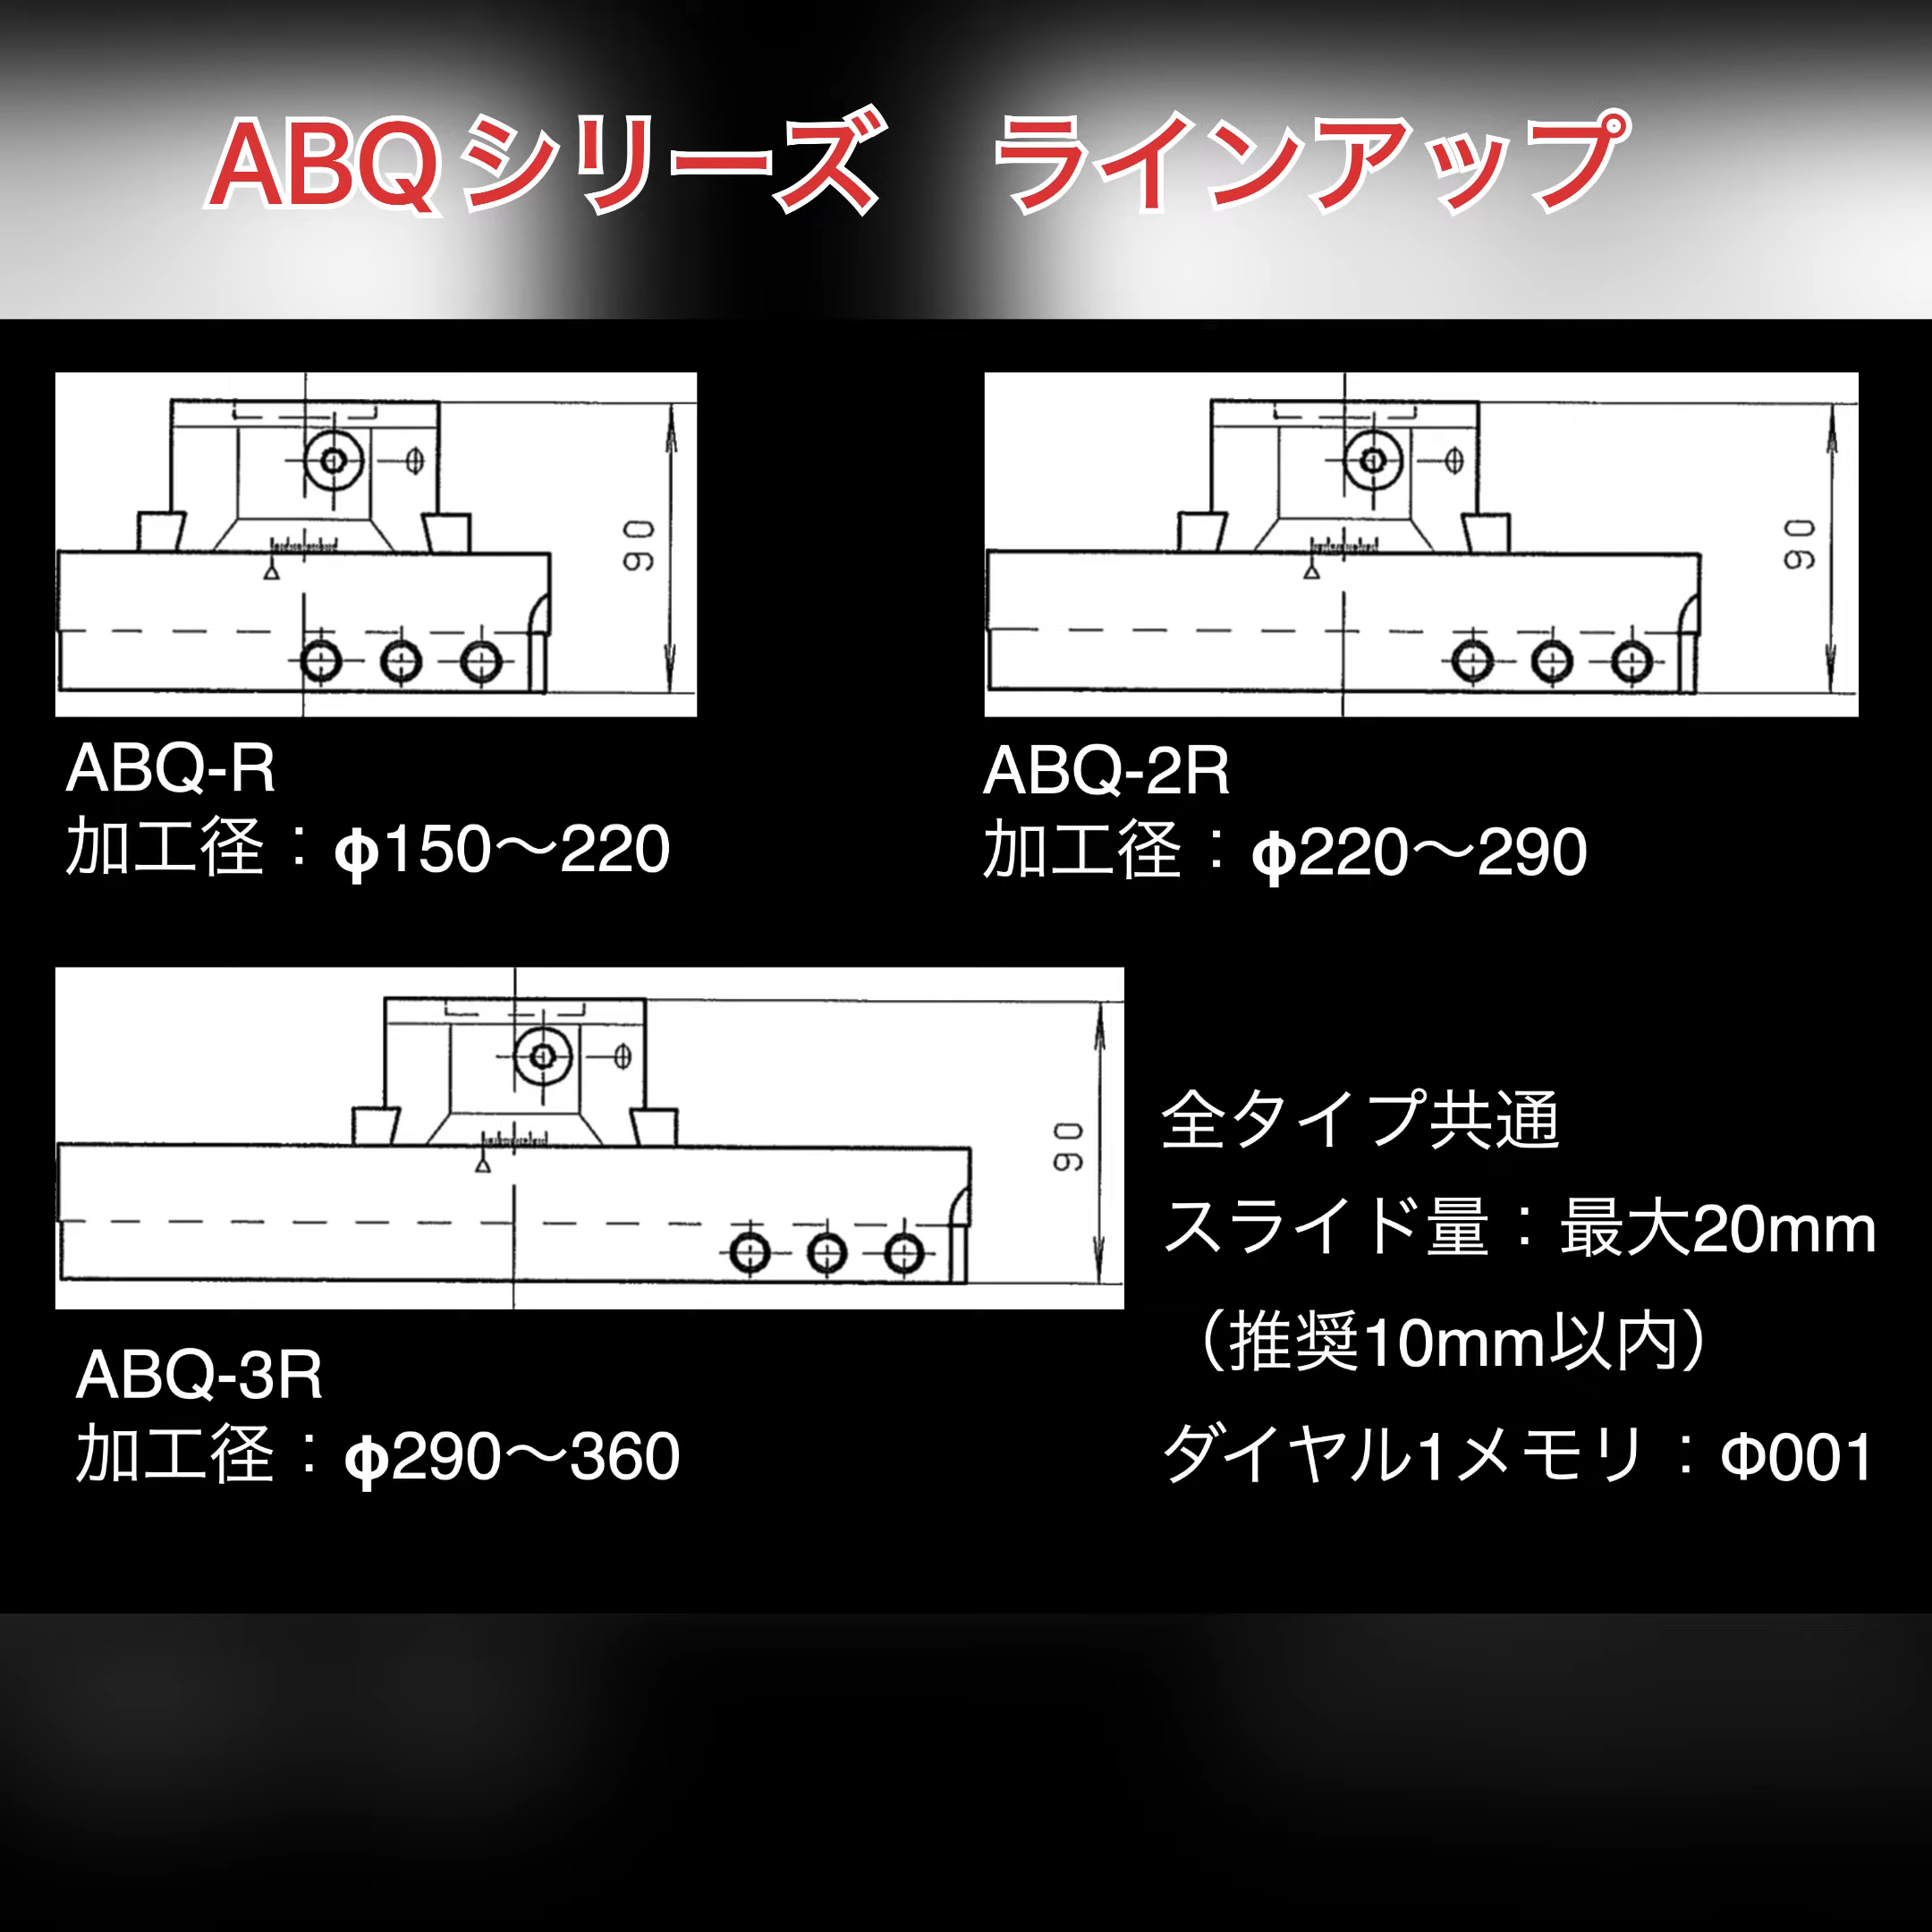 ABQシリーズ　ラインアップ
90
90
ABQ-R
加工径：φ150〜220
ABQ-2R
加工径：φ220〜290
90
ABQ-3R
加工径：φ290〜360
全タイプ共通
スライド量：最大20mm
（推奨10mm以内）
ダイヤル1メモリ：Φ001